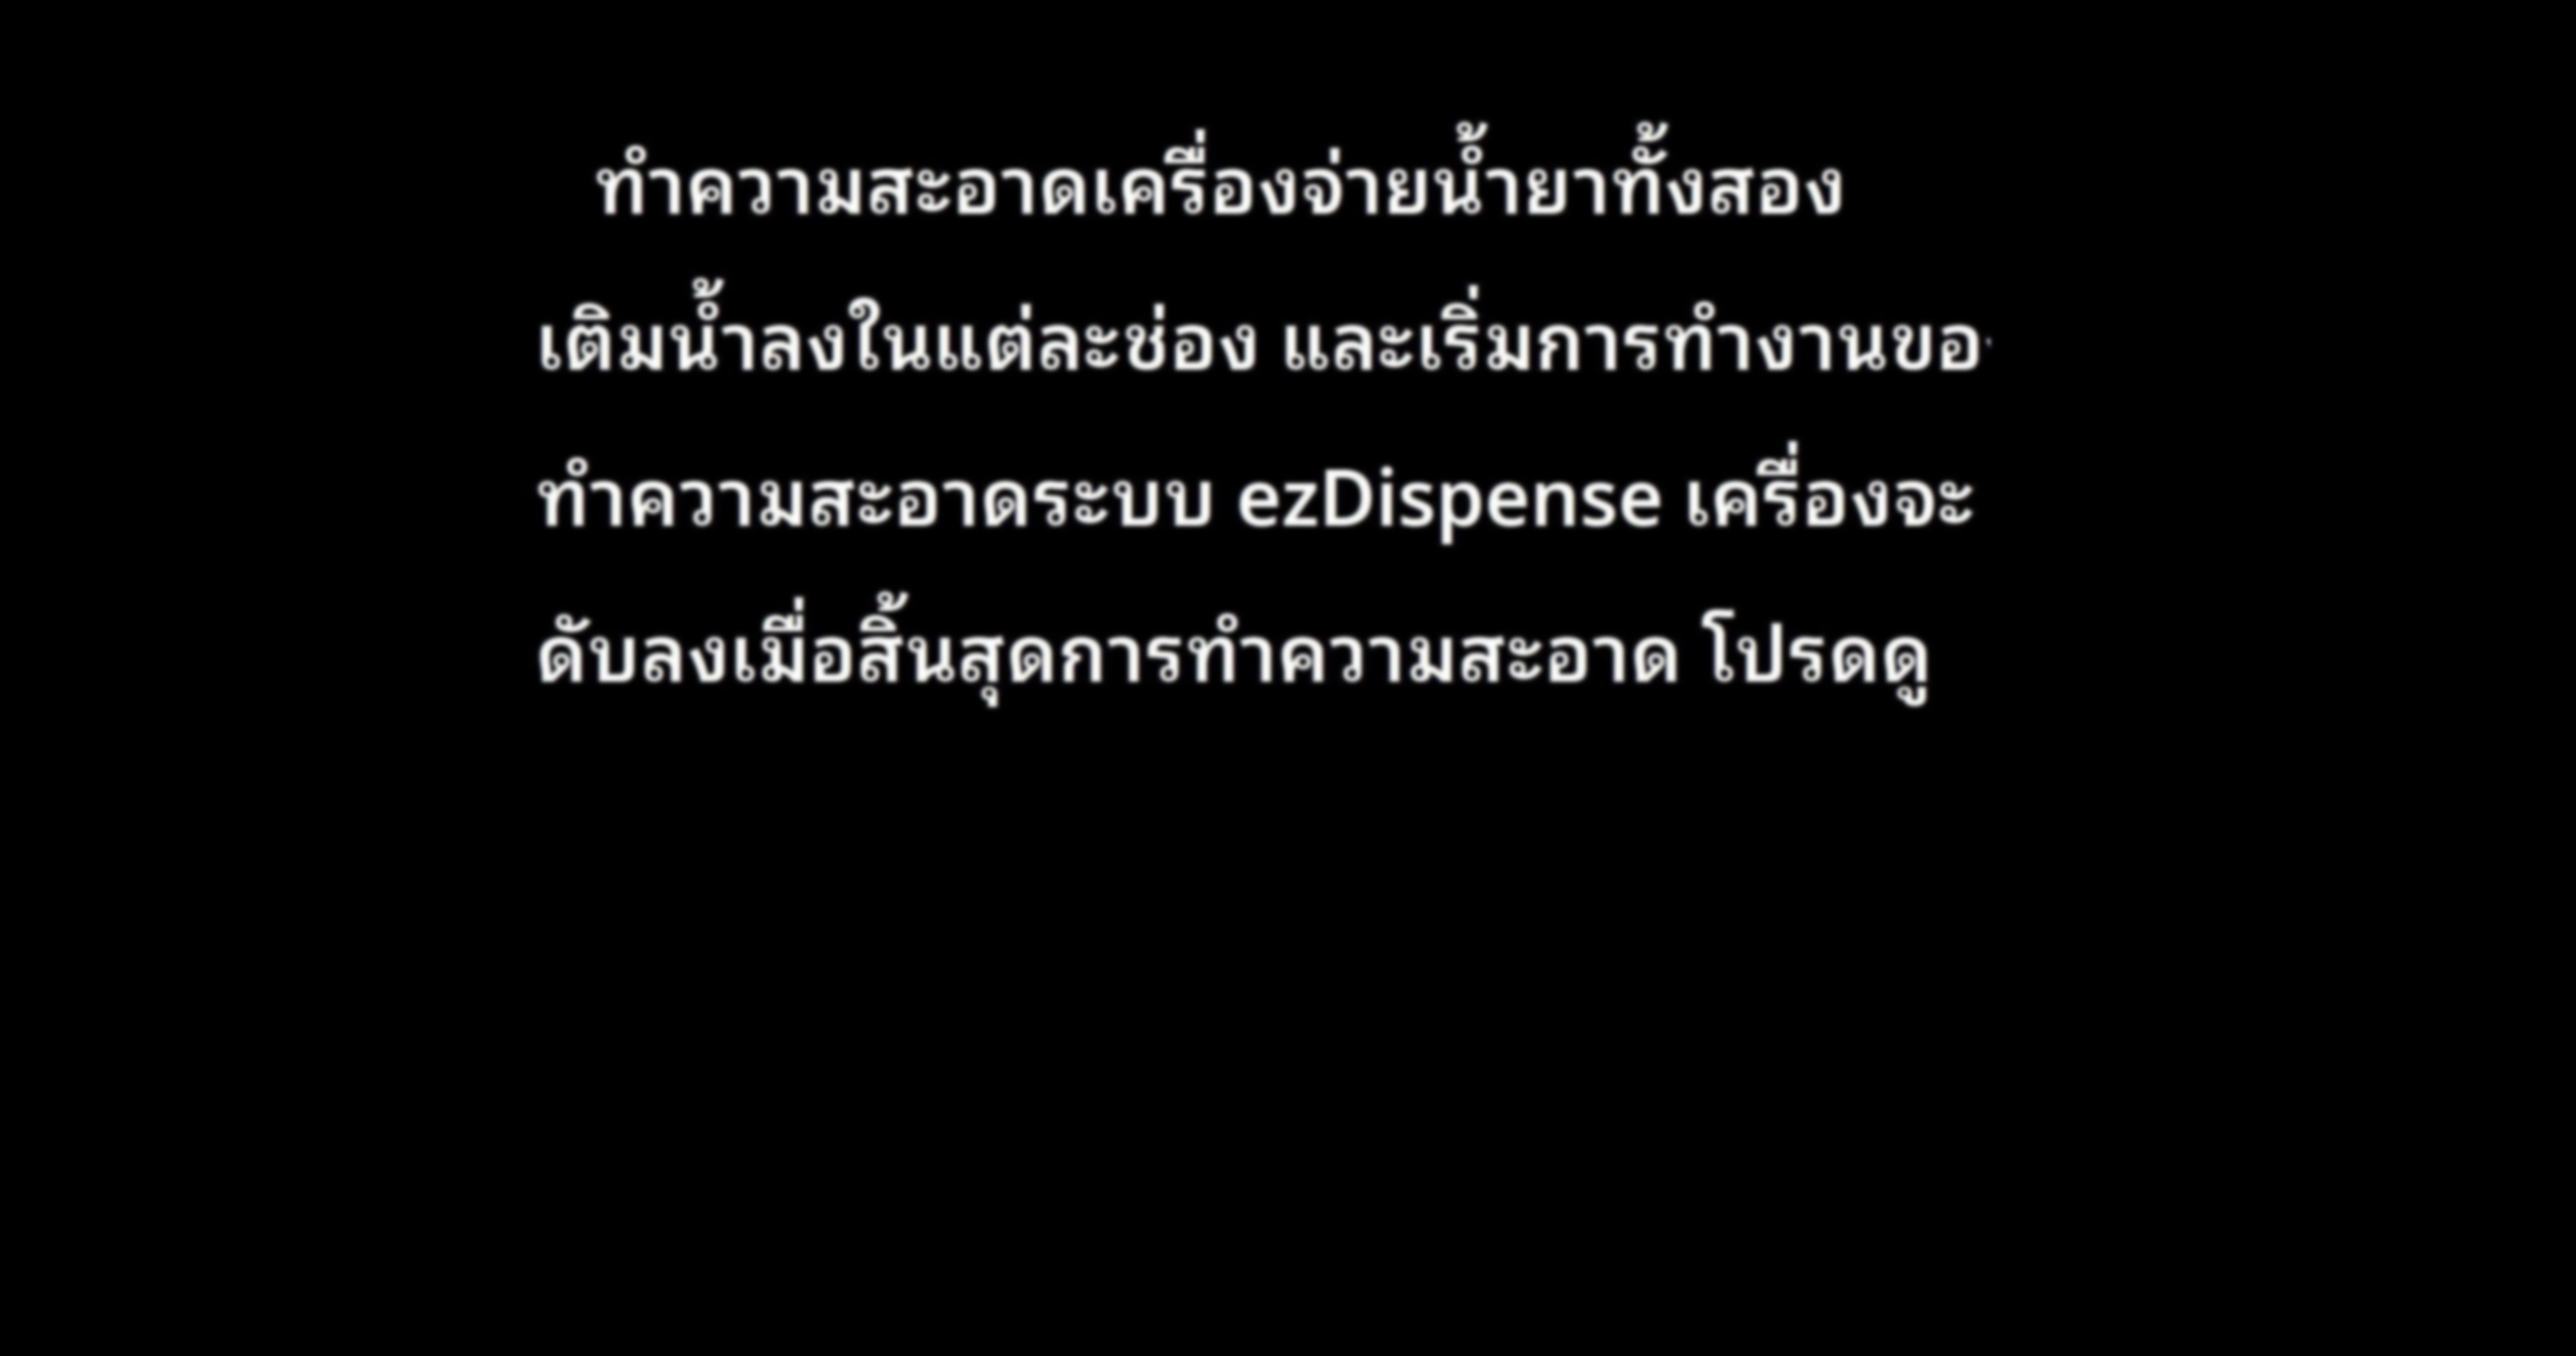 ทำความสะอาดเครื่องจ่ายน้ำยาทั้งสอง
เติมน้ำลงในแต่ละช่อง และเริ่มการทำงานขอ
ทำความสะอาดระบบ ezDispense เครื่องจะ
ดับลงเมื่อสิ้นสุดการทำความสะอาด โปรดดู